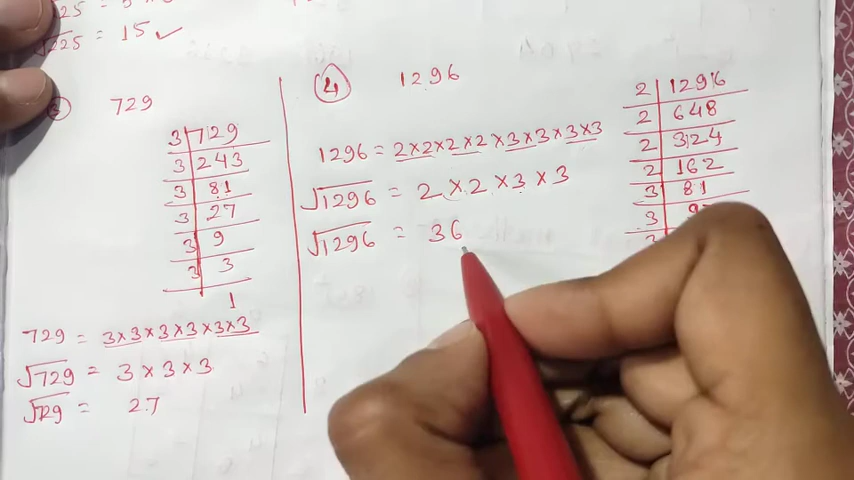 √225 = 15 ✓
729
3 | 729
3 | 243
3 | 81
3 | 27
3 | 9
3 | 3
1
729 = 3×3×3×3×3×3
√729 = 3×3×3
√729 = 27
(4) 1296
1296 = 2×2×2×2×3×3×3×3
√1296 = 2×2×3×3
√1296 = 36
2 | 1296
2 | 648
2 | 324
2 | 162
3 | 81
3
3